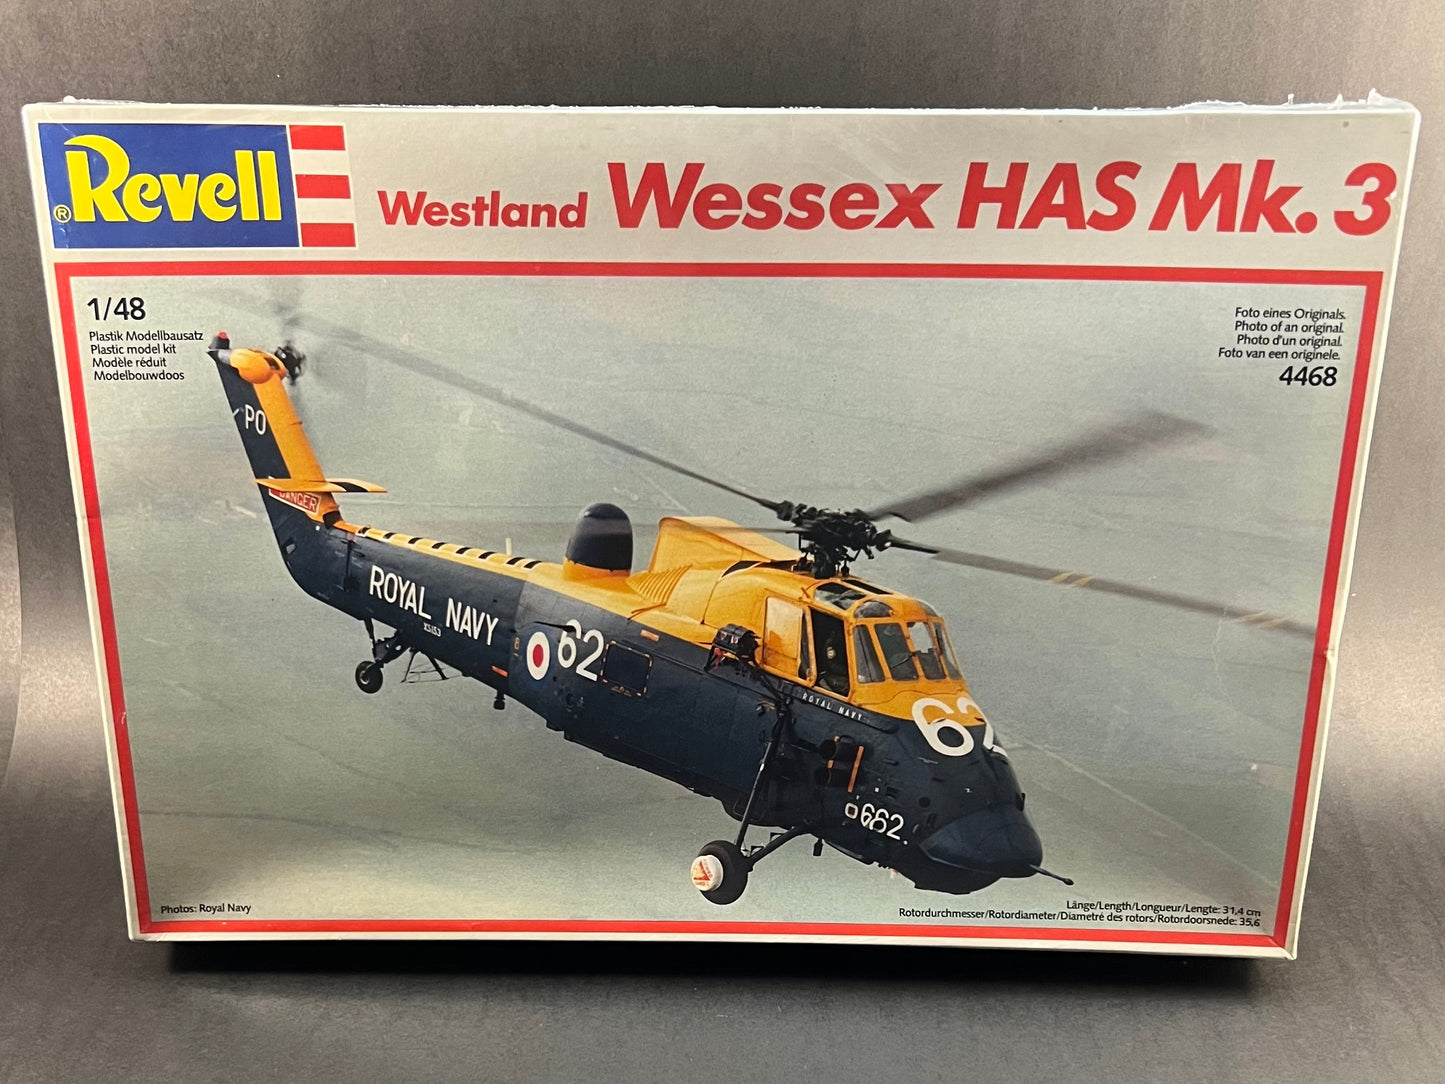 Revell
®
Westland Wessex HAS Mk. 3
1/48
Plastik Modellbausatz
Plastic model kit
Modèle réduit
Modelbouwdoos
Foto eines Originals.
Photo of an original.
Photo d'un original.
Foto van een originele.
4468
PO
DANGER
ROYAL NAVY
XS153
62
ROYAL NAVY
62
662
Photos: Royal Navy
Länge/Length/Longueur/Lengte: 31,4 cm
Rotordurchmesser/Rotordiameter/Diametré des rotors/Rotordoorsnede: 35,6